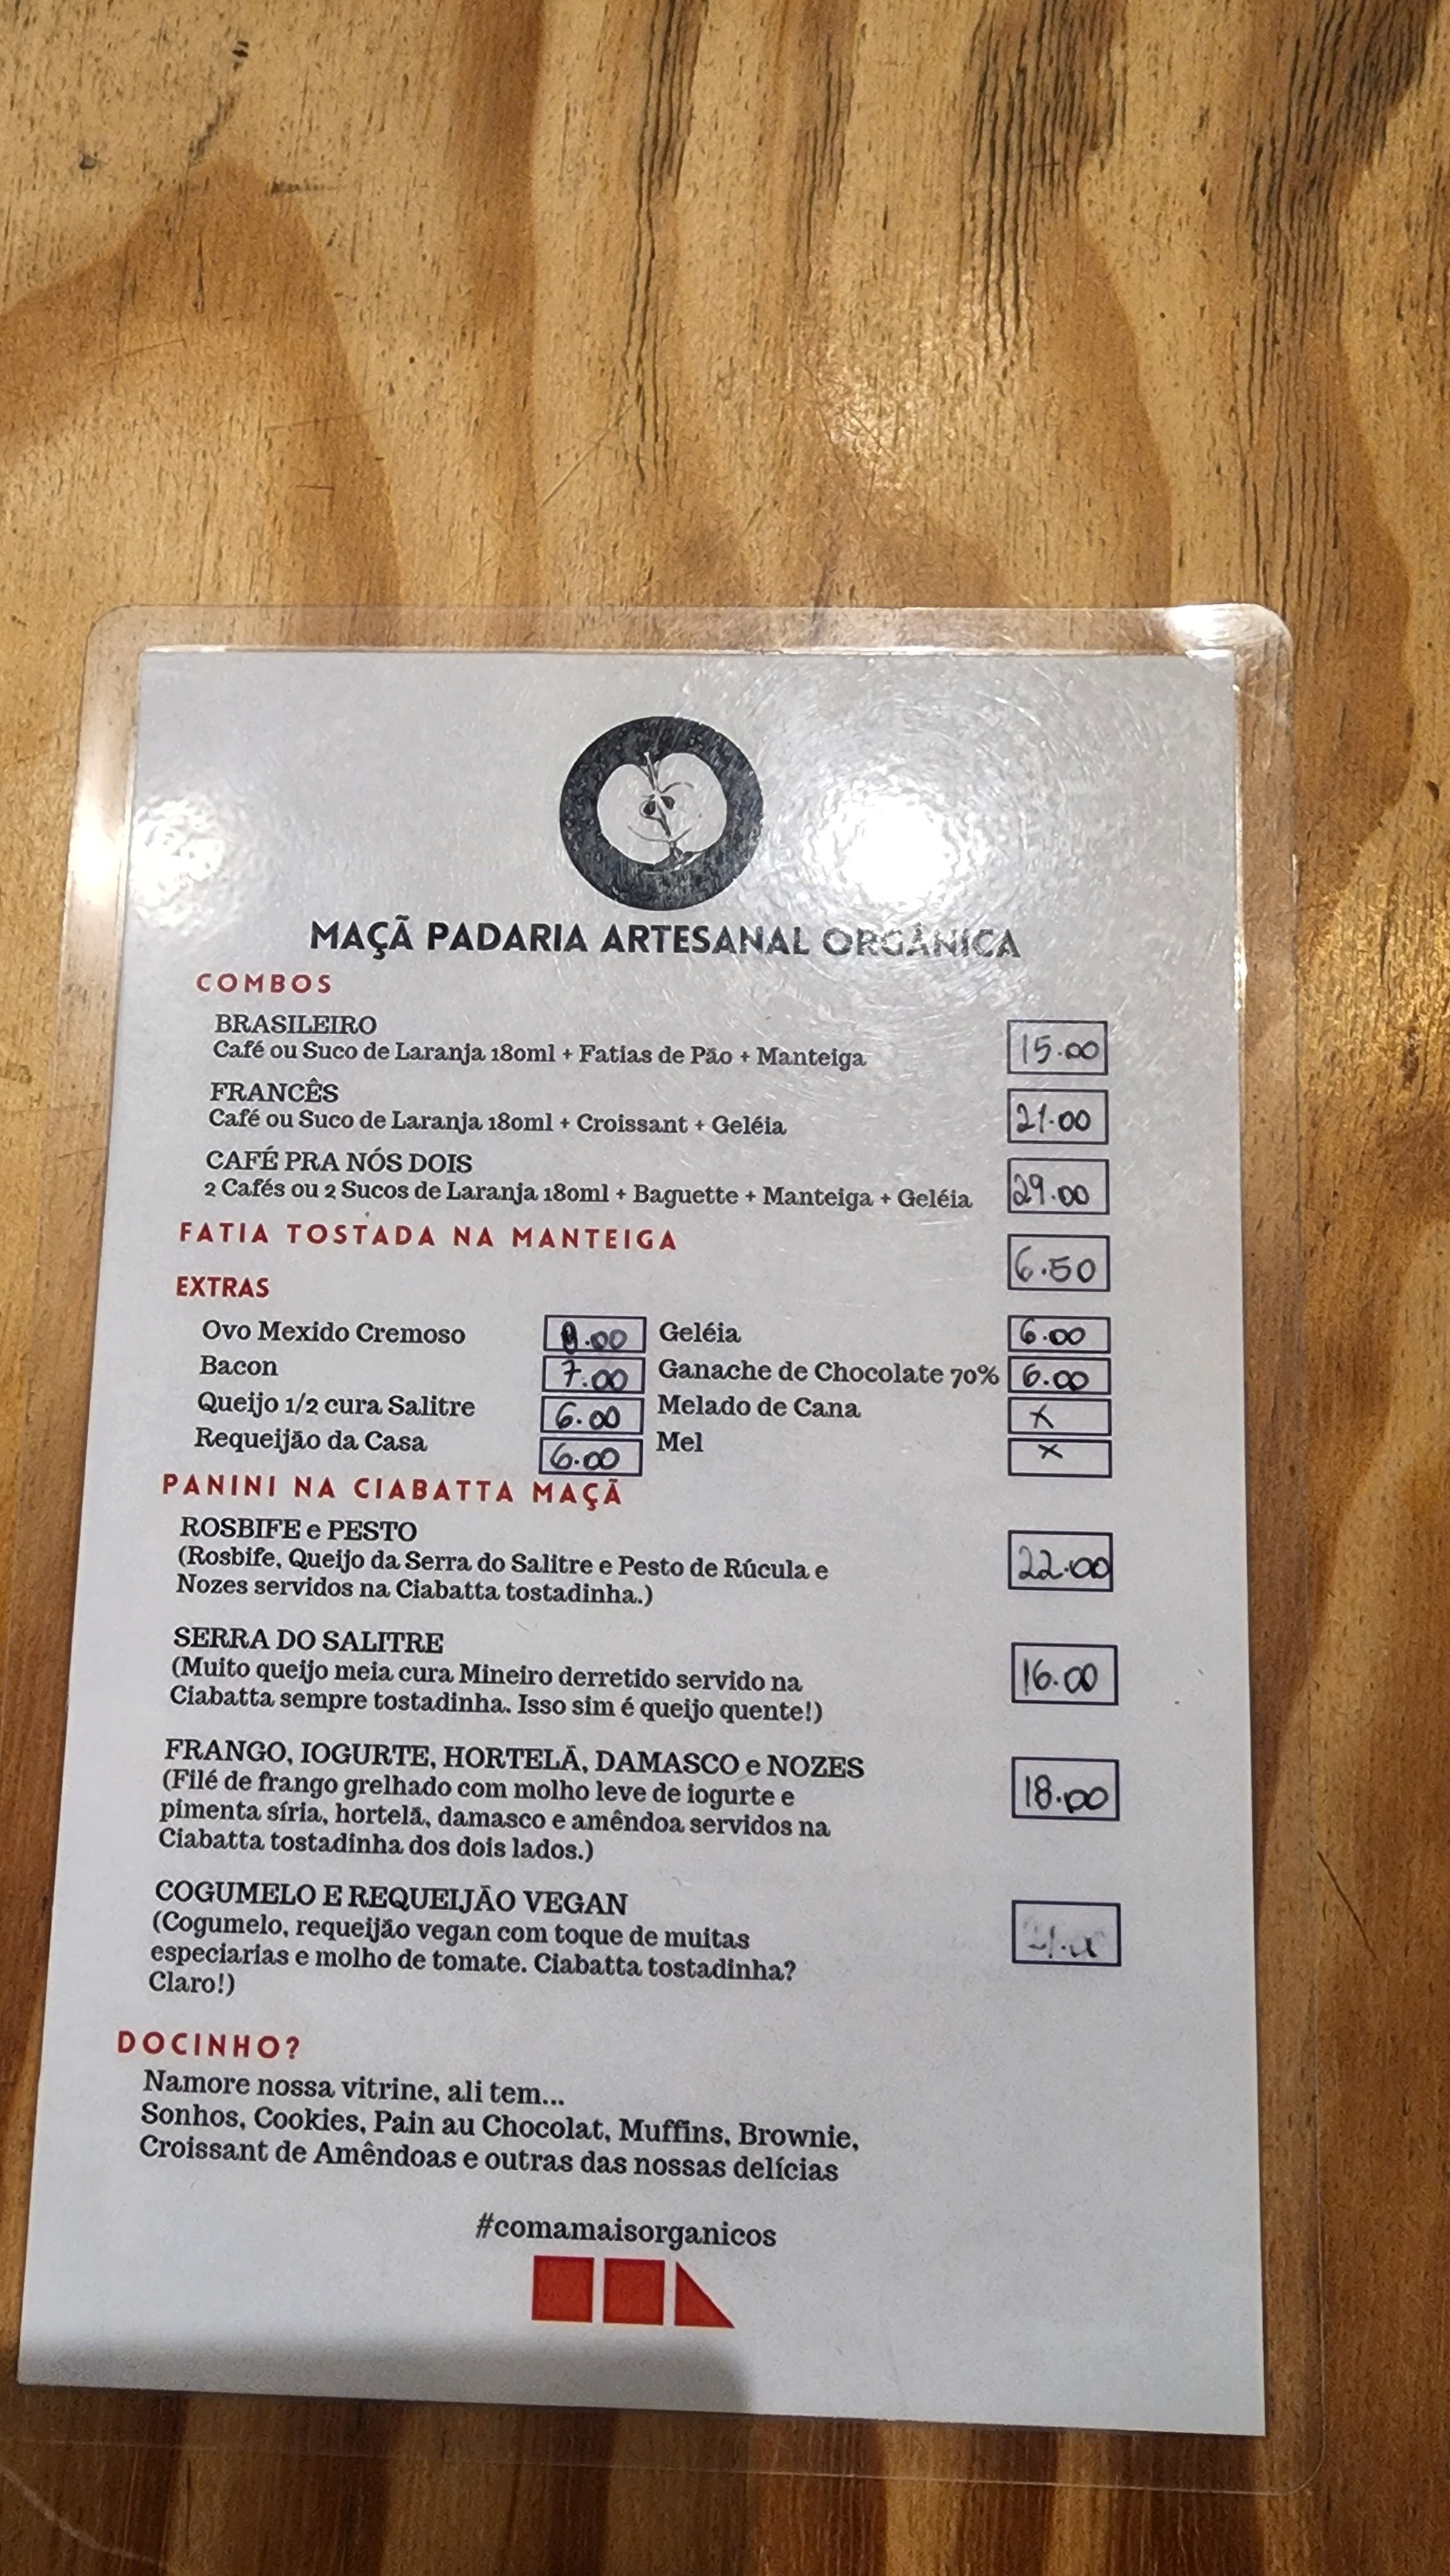 MAÇÃ PADARIA ARTESANAL ORGÂNICA
COMBOS
BRASILEIRO
Café ou Suco de Laranja 180ml + Fatias de Pão + Manteiga 15.00
FRANCÊS
Café ou Suco de Laranja 180ml + Croissant + Geléia 21.00
CAFÉ PRA NÓS DOIS
2 Cafés ou 2 Sucos de Laranja 180ml + Baguette + Manteiga + Geléia 29.00
FATIA TOSTADA NA MANTEIGA 6.50
EXTRAS
Ovo Mexido Cremoso Geléia 6.00
Bacon 7.00 Ganache de Chocolate 70% 6.00
Queijo 1/2 cura Salitre 6.00 Melado de Cana x
Requeijão da Casa 6.00 Mel x
PANINI NA CIABATTA MAÇÃ
ROSBIFE e PESTO
(Rosbife, Queijo da Serra do Salitre e Pesto de Rúcula e 22.00
Nozes servidos na Ciabatta tostadinha.)
SERRA DO SALITRE
(Muito queijo meia cura Mineiro derretido servido na 16.00
Ciabatta sempre tostadinha. Isso sim é queijo quente!)
FRANGO, IOGURTE, HORTELÃ, DAMASCO e NOZES
(Filé de frango grelhado com molho leve de iogurte e 18.00
pimenta síria, hortelã, damasco e amêndoa servidos na
Ciabatta tostadinha dos dois lados.)
COGUMELO E REQUEIJÃO VEGAN
(Cogumelo, requeijão vegan com toque de muitas
especiarias e molho de tomate. Ciabatta tostadinha?
Claro!)
DOCINHO?
Namore nossa vitrine, ali tem...
Sonhos, Cookies, Pain au Chocolat, Muffins, Brownie,
Croissant de Amêndoas e outras das nossas delícias
#comamaisorganicos